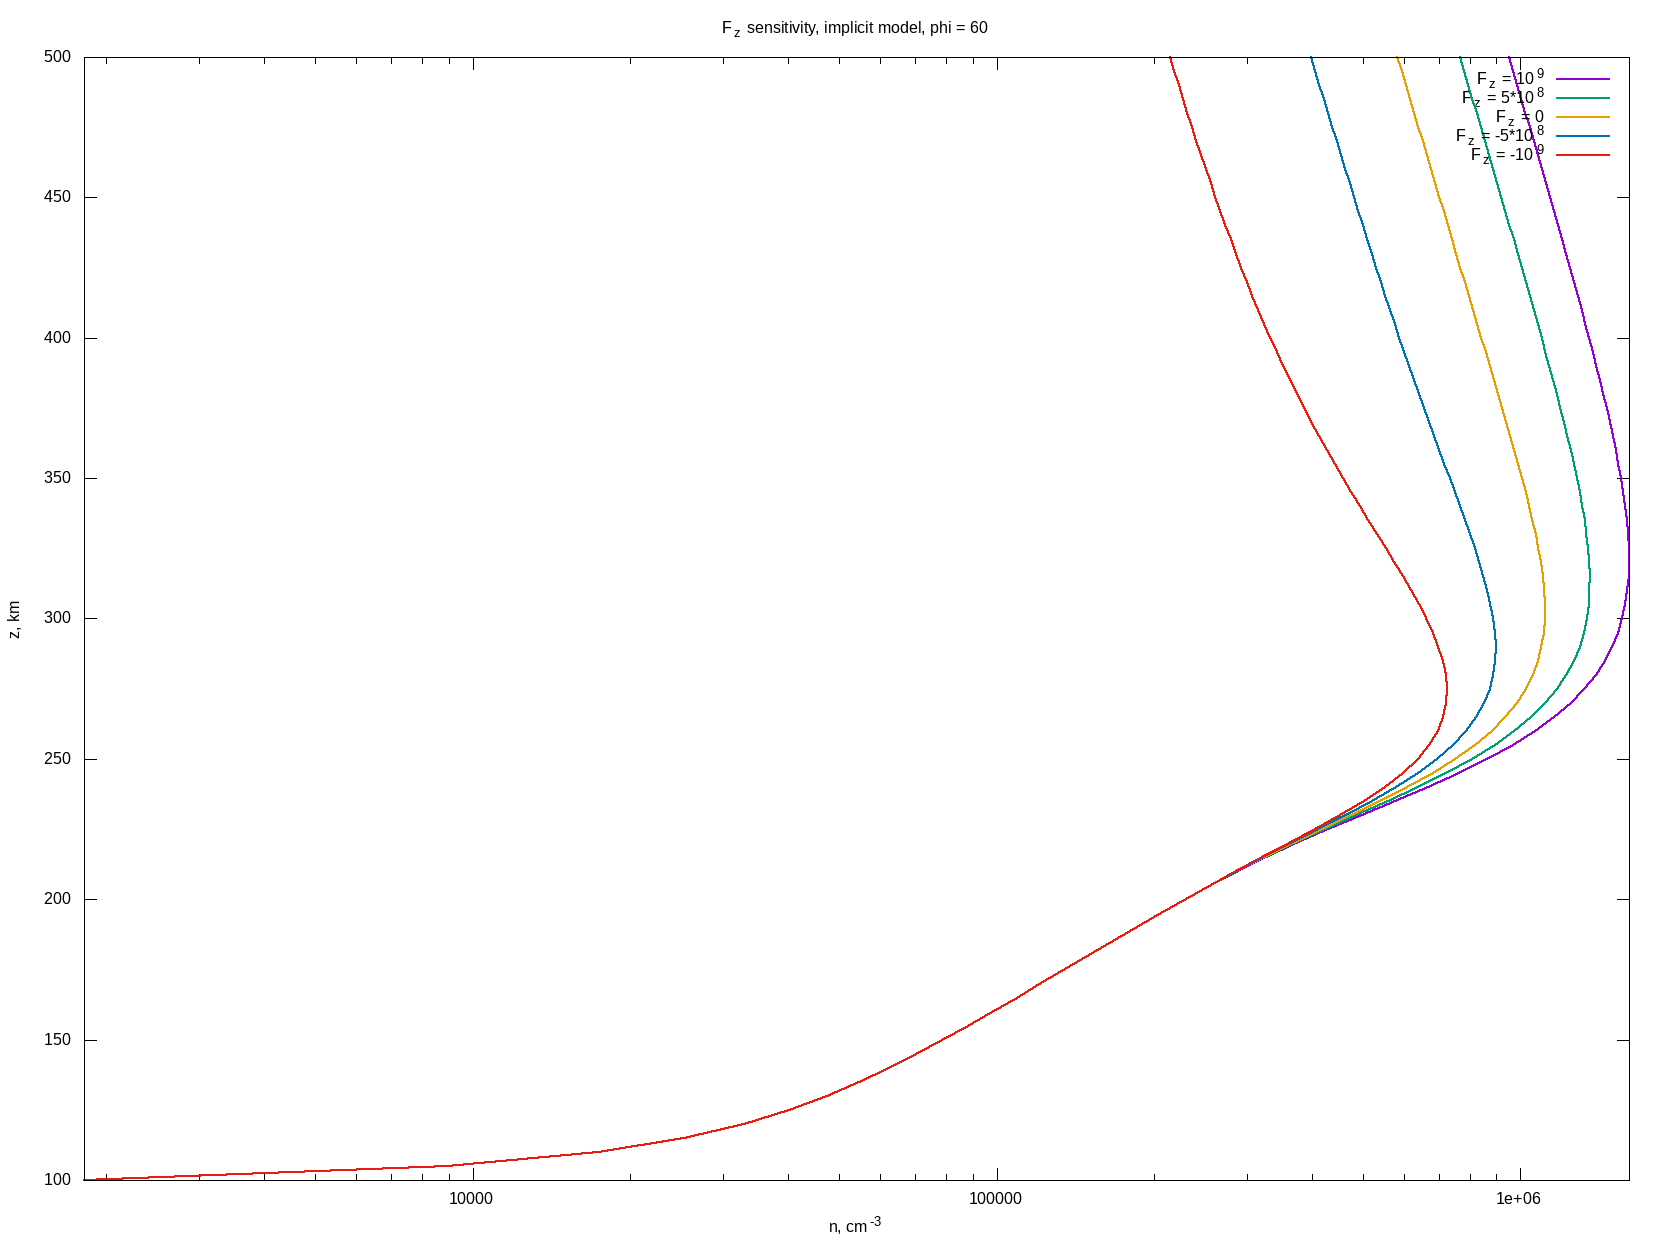 F z sensitivity, implicit model, phi = 60
500
450
400
350
300
250
200
150
100
z, km
F z = 10 9
F z = 5*10 8
F z = 0
F z = -5*10 8
F z = -10 9
10000
100000
1e+06
n, cm -3